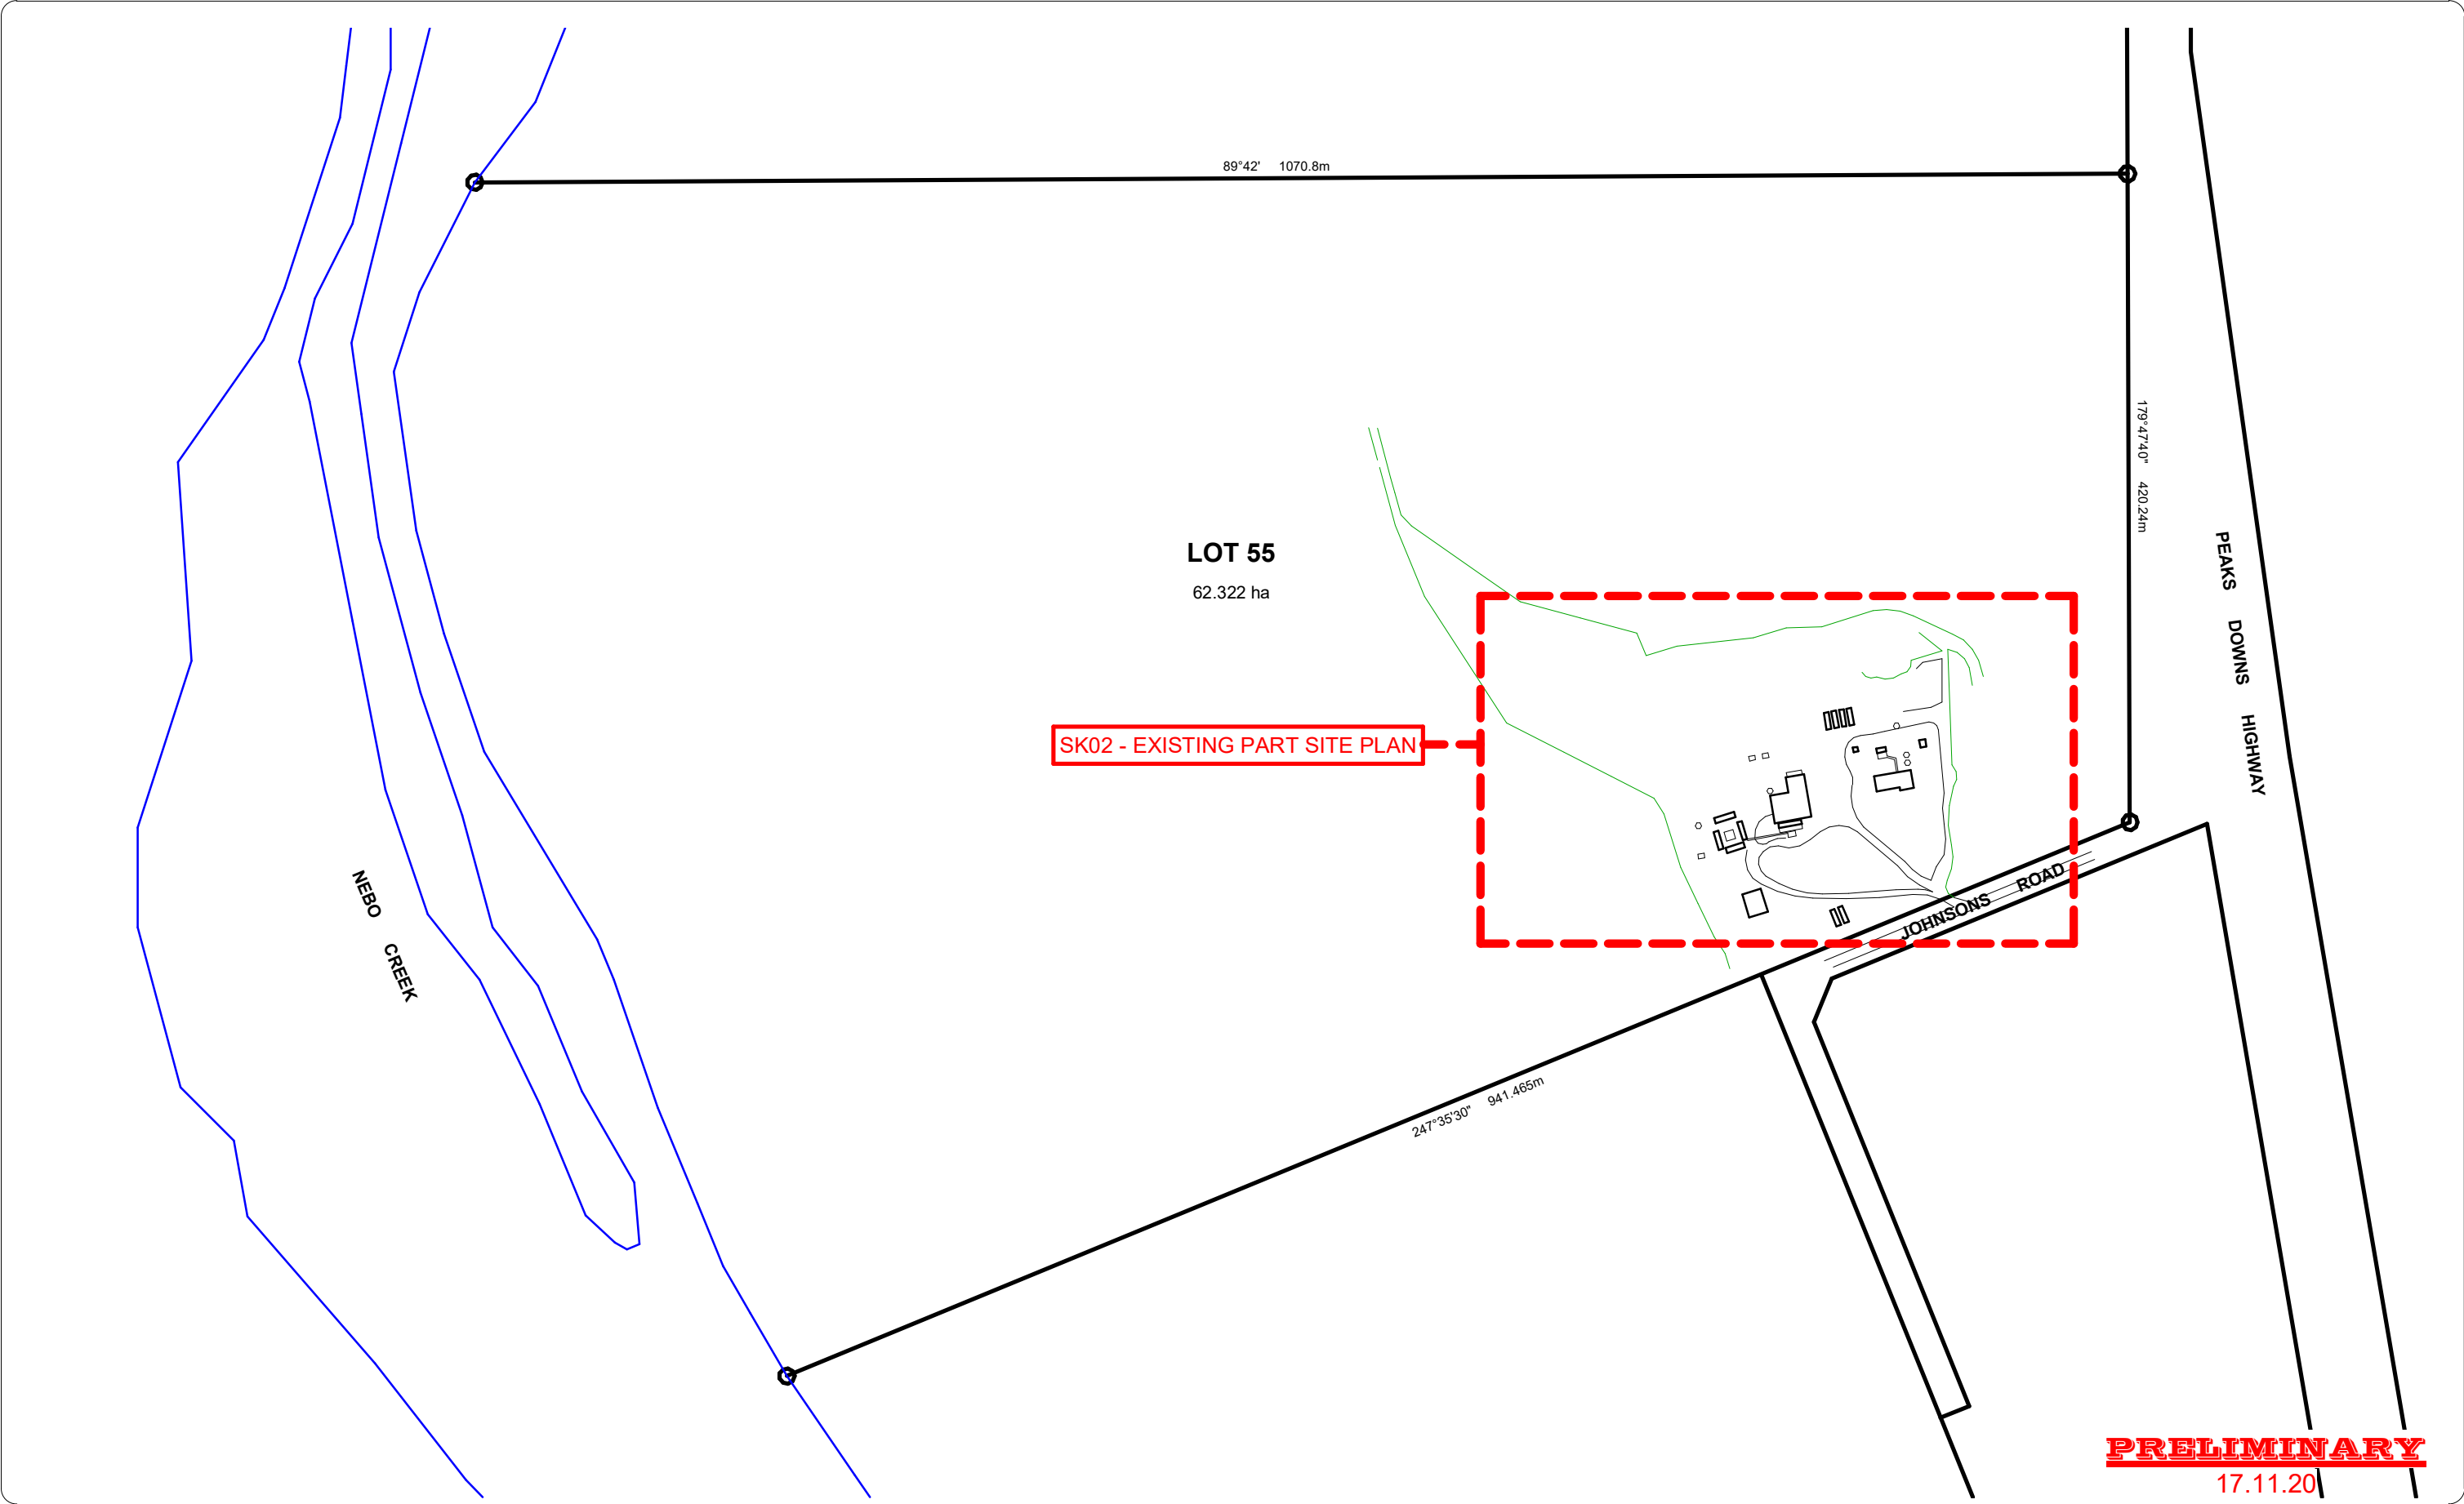 89°42' 1070.8m
179°47'40" 420.24m
LOT 55
62.322 ha
PEAKS DOWNS HIGHWAY
SK02 - EXISTING PART SITE PLAN
JOHNSONS ROAD
NEBO CREEK
247°35'30" 941.465m
PRELIMINARY
17.11.20